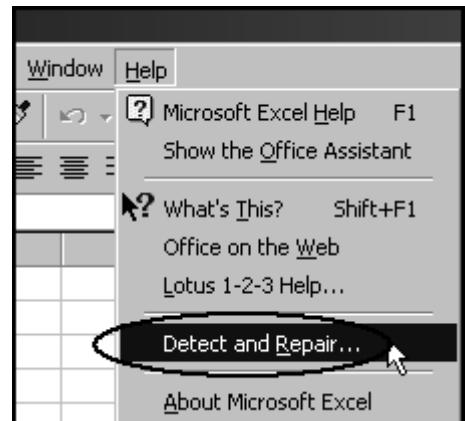 Window Help
Microsoft Excel Help F1
Show the Office Assistant
What's This? Shift+F1
Office on the Web
Lotus 1-2-3 Help...
Detect and Repair...
About Microsoft Excel